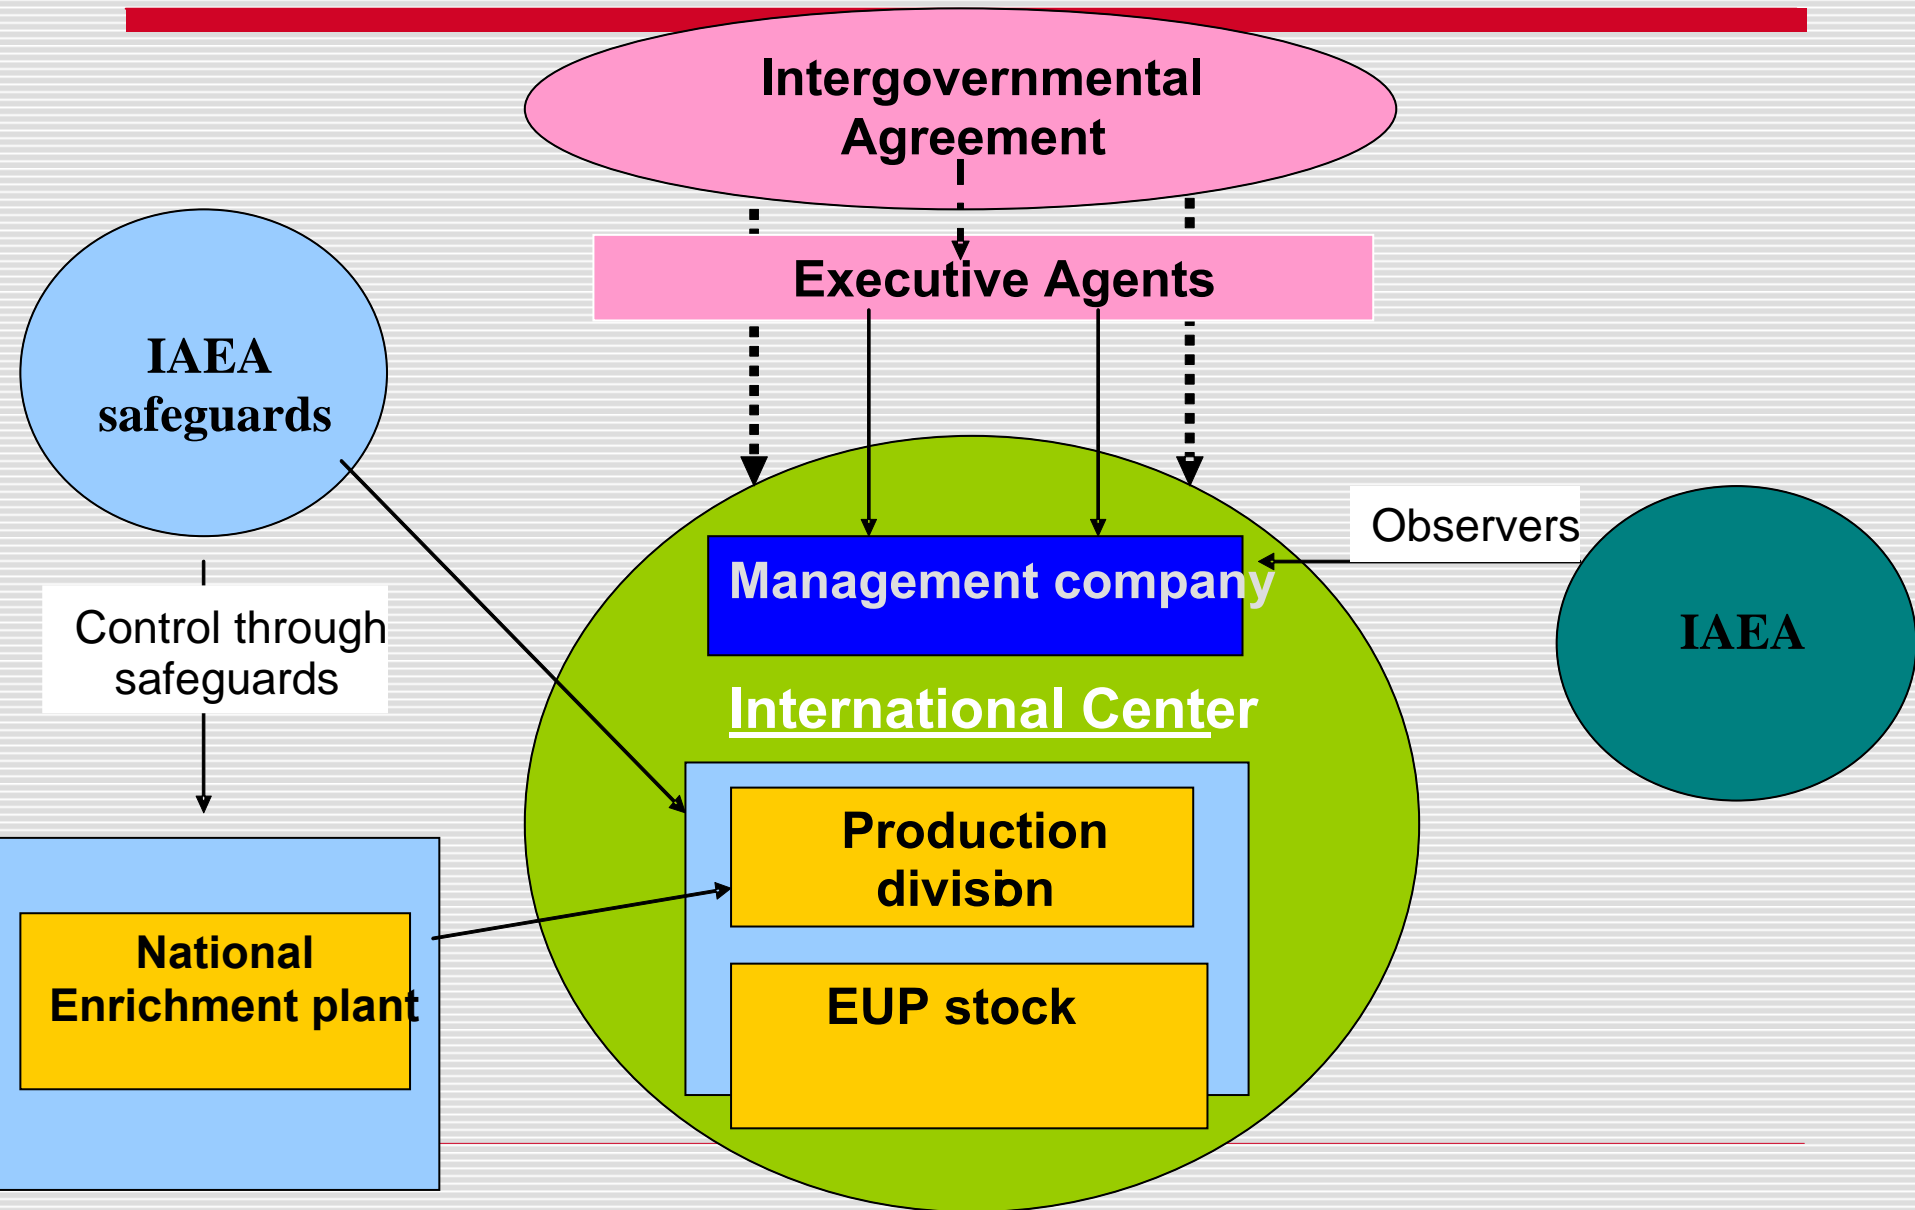 Intergovernmental
Agreement
Executive Agents
IAEA
safeguards
Observers
Management company
Control through
safeguards
IAEA
International Center
Production
division
National
Enrichment plant
EUP stock